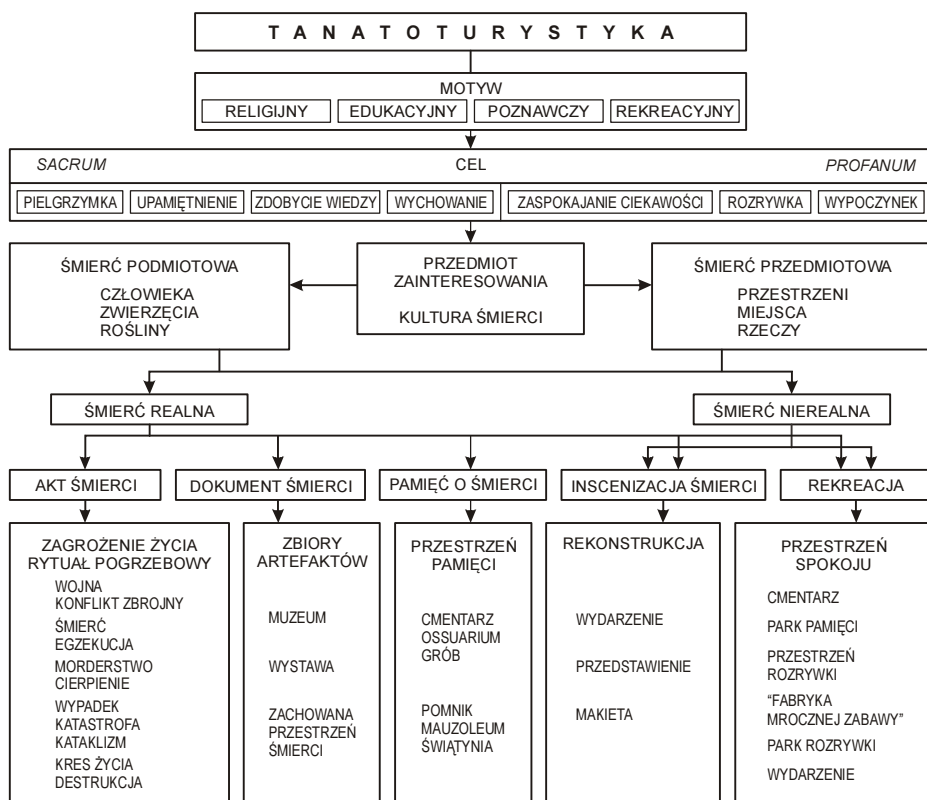 TANATOTURYSTYKA
MOTYW
RELIGIJNY EDUKACYJNY POZNAWCZY REKREACYJNY
SACRUM CEL PROFANUM
PIELGRZYMKA UPAMIĘTNIENIE ZDOBYCIE WIEDZY WYCHOWANIE ZASPOKAJANIE CIEKAWOŚCI ROZRYWKA WYPOCZYNEK
ŚMIERĆ PODMIOTOWA
CZŁOWIEKA
ZWIERZĘCIA
ROŚLINY
PRZEDMIOT
ZAINTERESOWANIA
KULTURA ŚMIERCI
ŚMIERĆ PRZEDMIOTOWA
PRZESTRZENI
MIEJSCA
RZECZY
ŚMIERĆ REALNA
ŚMIERĆ NIEREALNA
AKT ŚMIERCI
DOKUMENT ŚMIERCI
PAMIĘĆ O ŚMIERCI
INSCENIZACJA ŚMIERCI
REKREACJA
ZAGROŻENIE ŻYCIA
RYTUAŁ POGRZEBOWY
WOJNA
KONFLIKT ZBROJNY
ŚMIERĆ
EGZEKUCJA
MORDERSTWO
CIERPIENIE
WYPADEK
KATASTROFA
KATAKLIZM
KRES ŻYCIA
DESTRUKCJA
ZBIORY
ARTEFAKTÓW
MUZEUM
WYSTAWA
ZACHOWANA
PRZESTRZEŃ
ŚMIERCI
PRZESTRZEŃ
PAMIĘCI
CMENTARZ
OSSUARIUM
GRÓB
POMNIK
MAUZOLEUM
ŚWIĄTYNIA
REKONSTRUKCJA
WYDARZENIE
PRZEDSTAWIENIE
MAKIETA
PRZESTRZEŃ
SPOKOJU
CMENTARZ
PARK PAMIĘCI
PRZESTRZEŃ
ROZRYWKI
“FABRYKA
MROCZNEJ ZABAWY”
PARK ROZRYWKI
WYDARZENIE